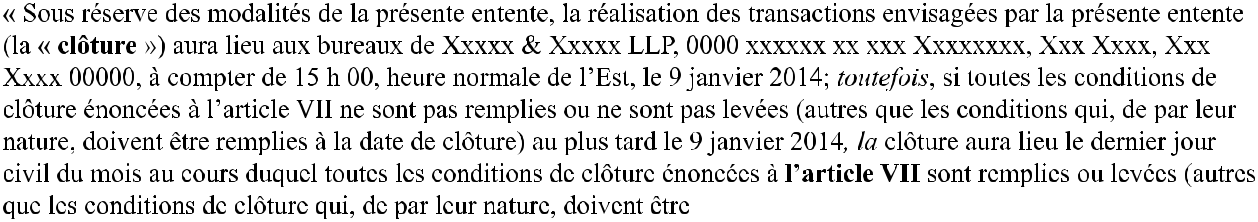 « Sous réserve des modalités de la présente entente, la réalisation des transactions envisagées par la présente entente
(la « clôture ») aura lieu aux bureaux de Xxxxx & Xxxxx LLP, 0000 xxxxxx xx xxx Xxxxxxxx, Xxx Xxxx, Xxx
Xxxx 00000, à compter de 15 h 00, heure normale de l'Est, le 9 janvier 2014; toutefois, si toutes les conditions de
clôture énoncées à l'article VII ne sont pas remplies ou ne sont pas levées (autres que les conditions qui, de par leur
nature, doivent être remplies à la date de clôture) au plus tard le 9 janvier 2014, la clôture aura lieu le dernier jour
civil du mois au cours duquel toutes les conditions de clôture énoncées à l'article VII sont remplies ou levées (autres
que les conditions de clôture qui, de par leur nature, doivent être